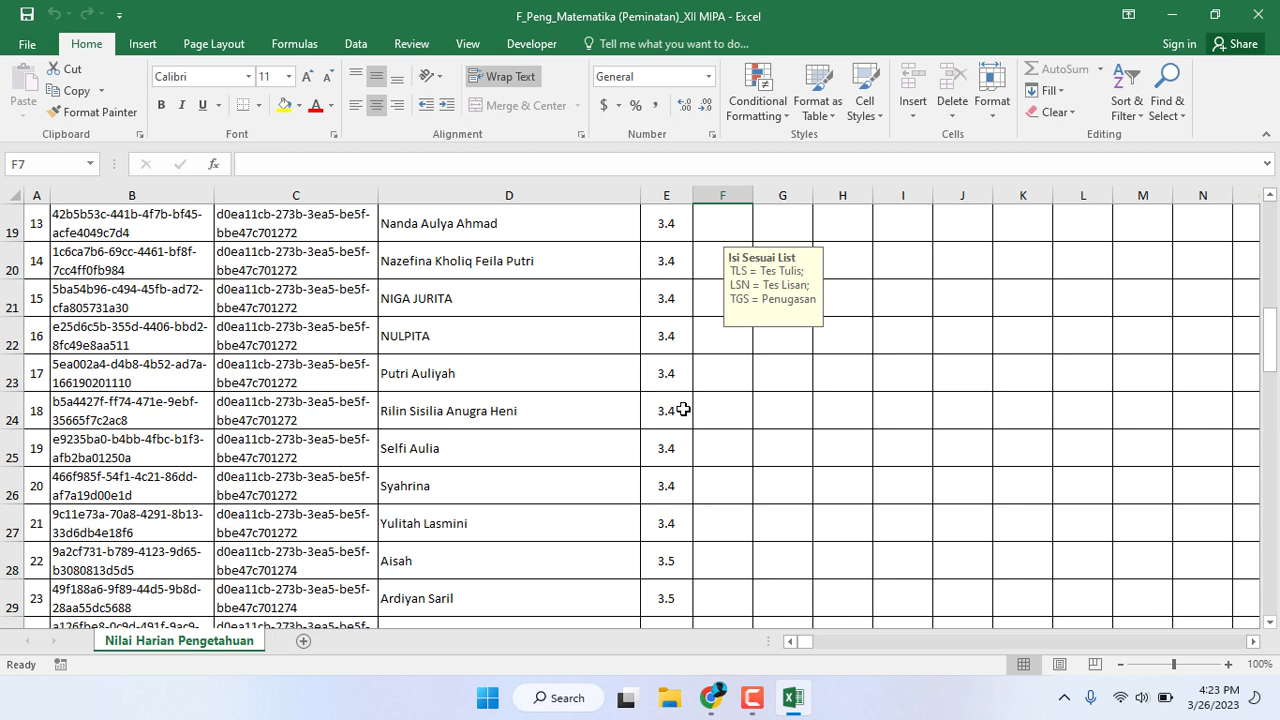 F_Peng_Matematika (Peminatan)_XII MIPA - Excel
File Home Insert Page Layout Formulas Data Review View Developer Tell me what you want to do... Sign in Share
Paste
Cut
Copy
Format Painter
Clipboard
Calibri 11
A A
B I U A
Font
Wrap Text
Merge & Center
Alignment
General
$ % ,
Number
Conditional Formatting
Format as Table
Cell Styles
Styles
Insert Delete Format
Cells
AutoSum
Fill
Clear
Sort & Filter
Find & Select
Editing
F7 fx
A B C D E F G H I J K L M N
19 13 42b5b53c-441b-4f7b-bf45-acfe4049c7d4 d0ea11cb-273b-3ea5-be5f-bbe47c701272 Nanda Aulya Ahmad 3.4
20 14 1c6ca7b6-69cc-4461-bf8f-7cc4ff0fb984 d0ea11cb-273b-3ea5-be5f-bbe47c701272 Nazefina Kholiq Feila Putri 3.4
21 15 5ba54b96-c494-45fb-ad72-cfa805731a30 d0ea11cb-273b-3ea5-be5f-bbe47c701272 NIGA JURITA 3.4
22 16 e25d6c5b-355d-4406-bbd2-8fc49e8aa511 d0ea11cb-273b-3ea5-be5f-bbe47c701272 NULPITA 3.4
23 17 5ea002a4-d4b8-4b52-ad7a-166190201110 d0ea11cb-273b-3ea5-be5f-bbe47c701272 Putri Auliyah 3.4
24 18 b5a4427f-ff74-471e-9ebf-35665f7c2ac8 d0ea11cb-273b-3ea5-be5f-bbe47c701272 Rilin Sisilia Anugra Heni 3.4
25 19 e9235ba0-b4bb-4fbc-b1f3-afb2ba01250a d0ea11cb-273b-3ea5-be5f-bbe47c701272 Selfi Aulia 3.4
26 20 466f985f-54f1-4c21-86dd-af7a19d00e1d d0ea11cb-273b-3ea5-be5f-bbe47c701272 Syahrina 3.4
27 21 9c11e73a-70a8-4291-8b13-33d6db4e18f6 d0ea11cb-273b-3ea5-be5f-bbe47c701272 Yulitah Lasmini 3.4
28 22 9a2cf731-b789-4123-9d65-b3080813d5d5 d0ea11cb-273b-3ea5-be5f-bbe47c701274 Aisah 3.5
29 23 49f188a6-9f89-44d5-9b8d-28aa55dc5688 d0ea11cb-273b-3ea5-be5f-bbe47c701274 Ardiyan Saril 3.5
Isi Sesuai List
TLS = Tes Tulis;
LSN = Tes Lisan;
TGS = Penugasan
Nilai Harian Pengetahuan
Ready 100%
Search
4:23 PM
3/26/2023